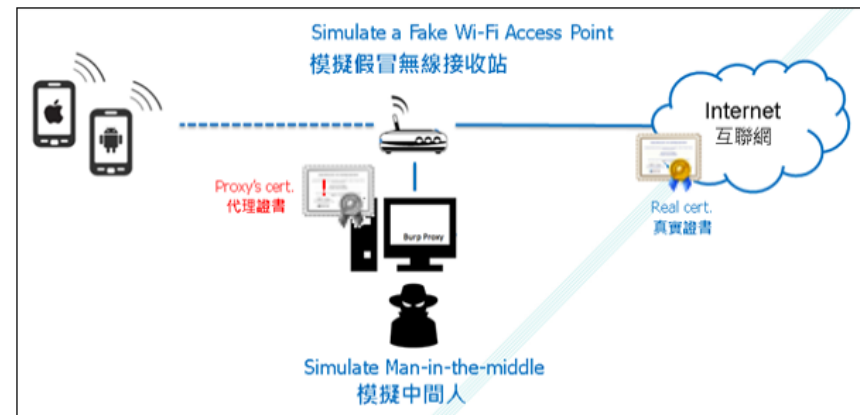 Simulate a Fake Wi-Fi Access Point
模擬假冒無線接收站
Internet
互聯網
Proxy's cert.
代理證書
Real cert.
真實證書
Burp Proxy
Simulate Man-in-the-middle
模擬中間人